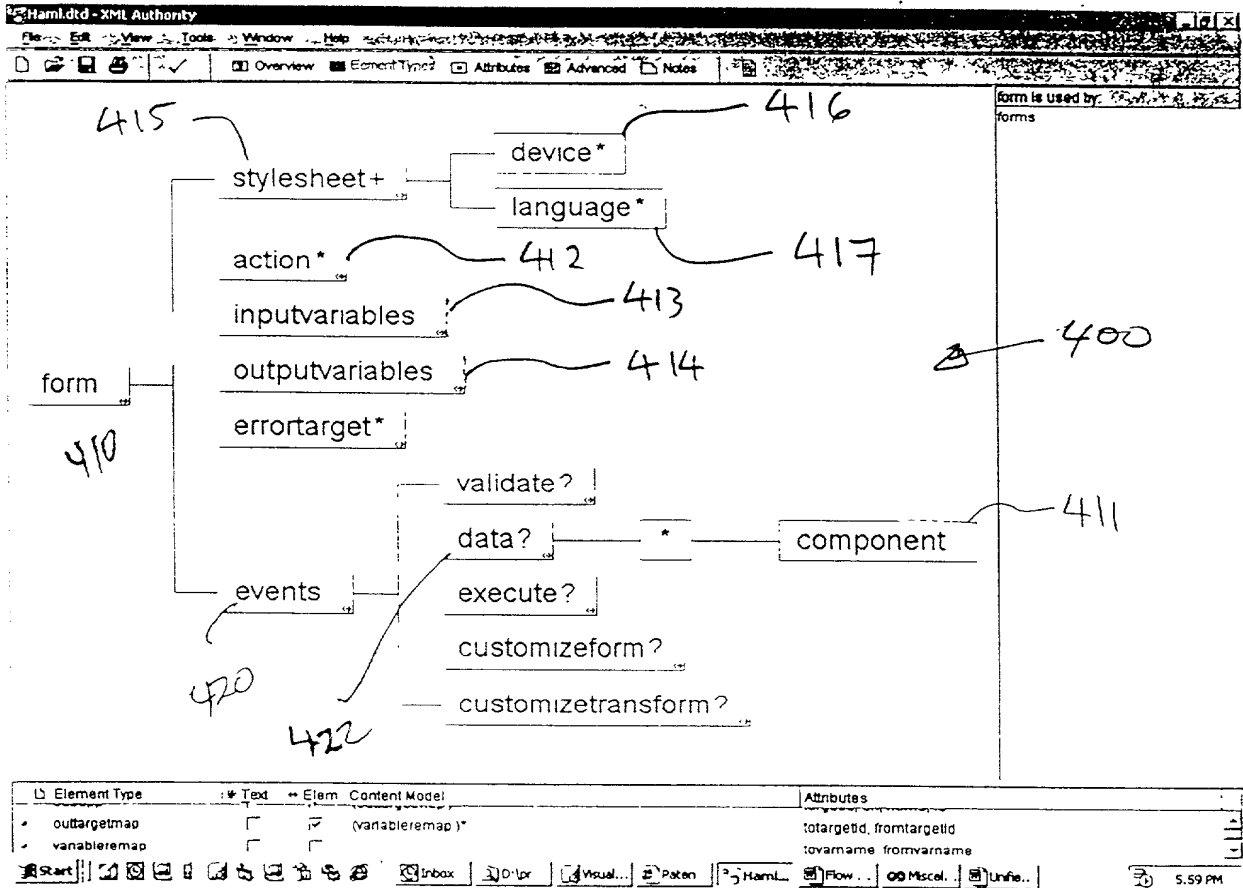 Haml.dtd - XML Authority
File Edit View Tools Window Help
Overview Element Types Attributes Advanced Notes
form is used by:
forms
415
416
device*
stylesheet+
language*
417
action*
412
413
inputvariables
400
outputvariables
414
form
410
errortarget*
validate?
411
data?
*
component
events
execute?
420
customizeform?
422
customizetransform?
Element Type Text Elem Content Model Attributes
outtargetmap (variableremap)* totargetid, fromtargetid
variableremap tovarname fromvarname
Start Inbox D:\pr Visual... Paten HamL... Flow... Miscel.. Unifie.. 5.59 PM